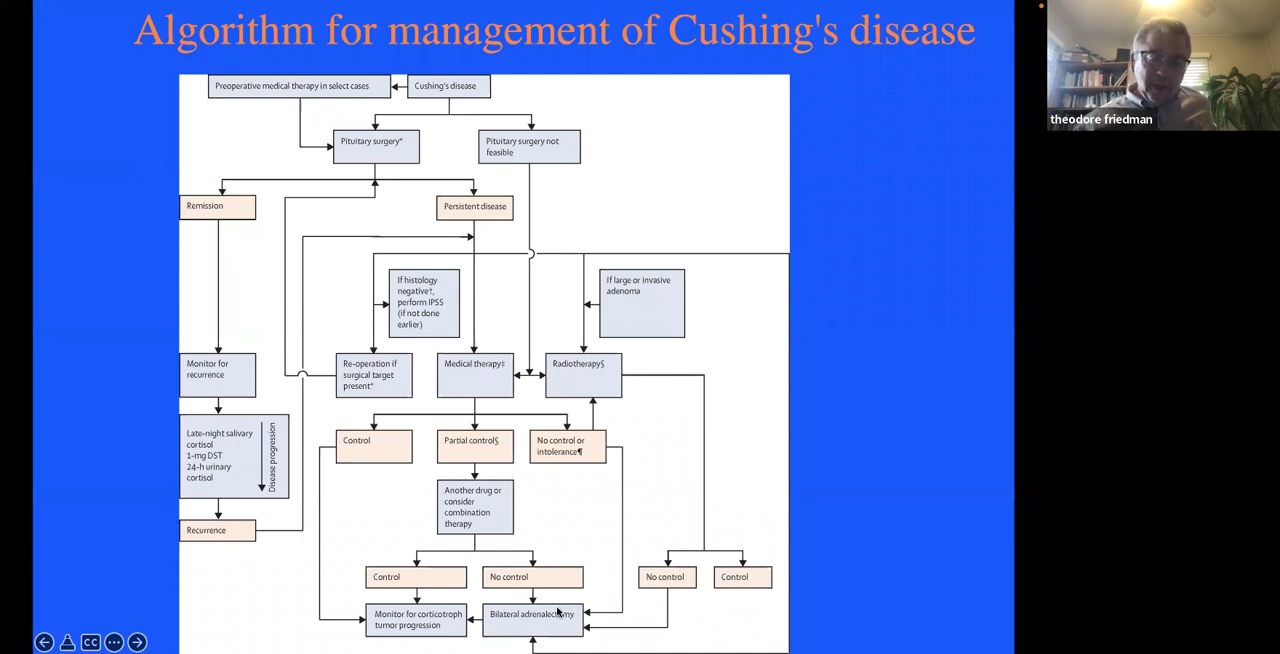 Algorithm for management of Cushing's disease
theodore friedman
Preoperative medical therapy in select cases
Cushing's disease
Pituitary surgery*
Pituitary surgery not
feasible
Remission
Persistent disease
If histology
negative†,
perform IPSS
(if not done
earlier)
If large or invasive
adenoma
Monitor for
recurrence
Re-operation if
surgical target
present*
Medical therapy‡
Radiotherapy§
Late-night salivary
cortisol
1-mg DST
24-h urinary
cortisol
Disease progression
Control
Partial control§
No control or
intolerance¶
Another drug or
consider
combination
therapy
Recurrence
Control
No control
No control
Control
Monitor for corticotroph
tumor progression
Bilateral adrenalectomy
CC